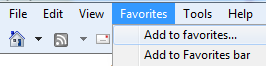 File Edit View Favorites Tools Help
Add to favorites...
Add to Favorites bar